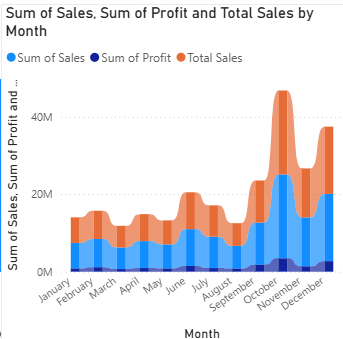 Sum of Sales, Sum of Profit and Total Sales by
Month
Sum of Sales Sum of Profit Total Sales
Sum of Sales, Sum of Profit and ...
40M
20M
0M
January
February
March
April
May
June
July
August
September
October
November
December
Month